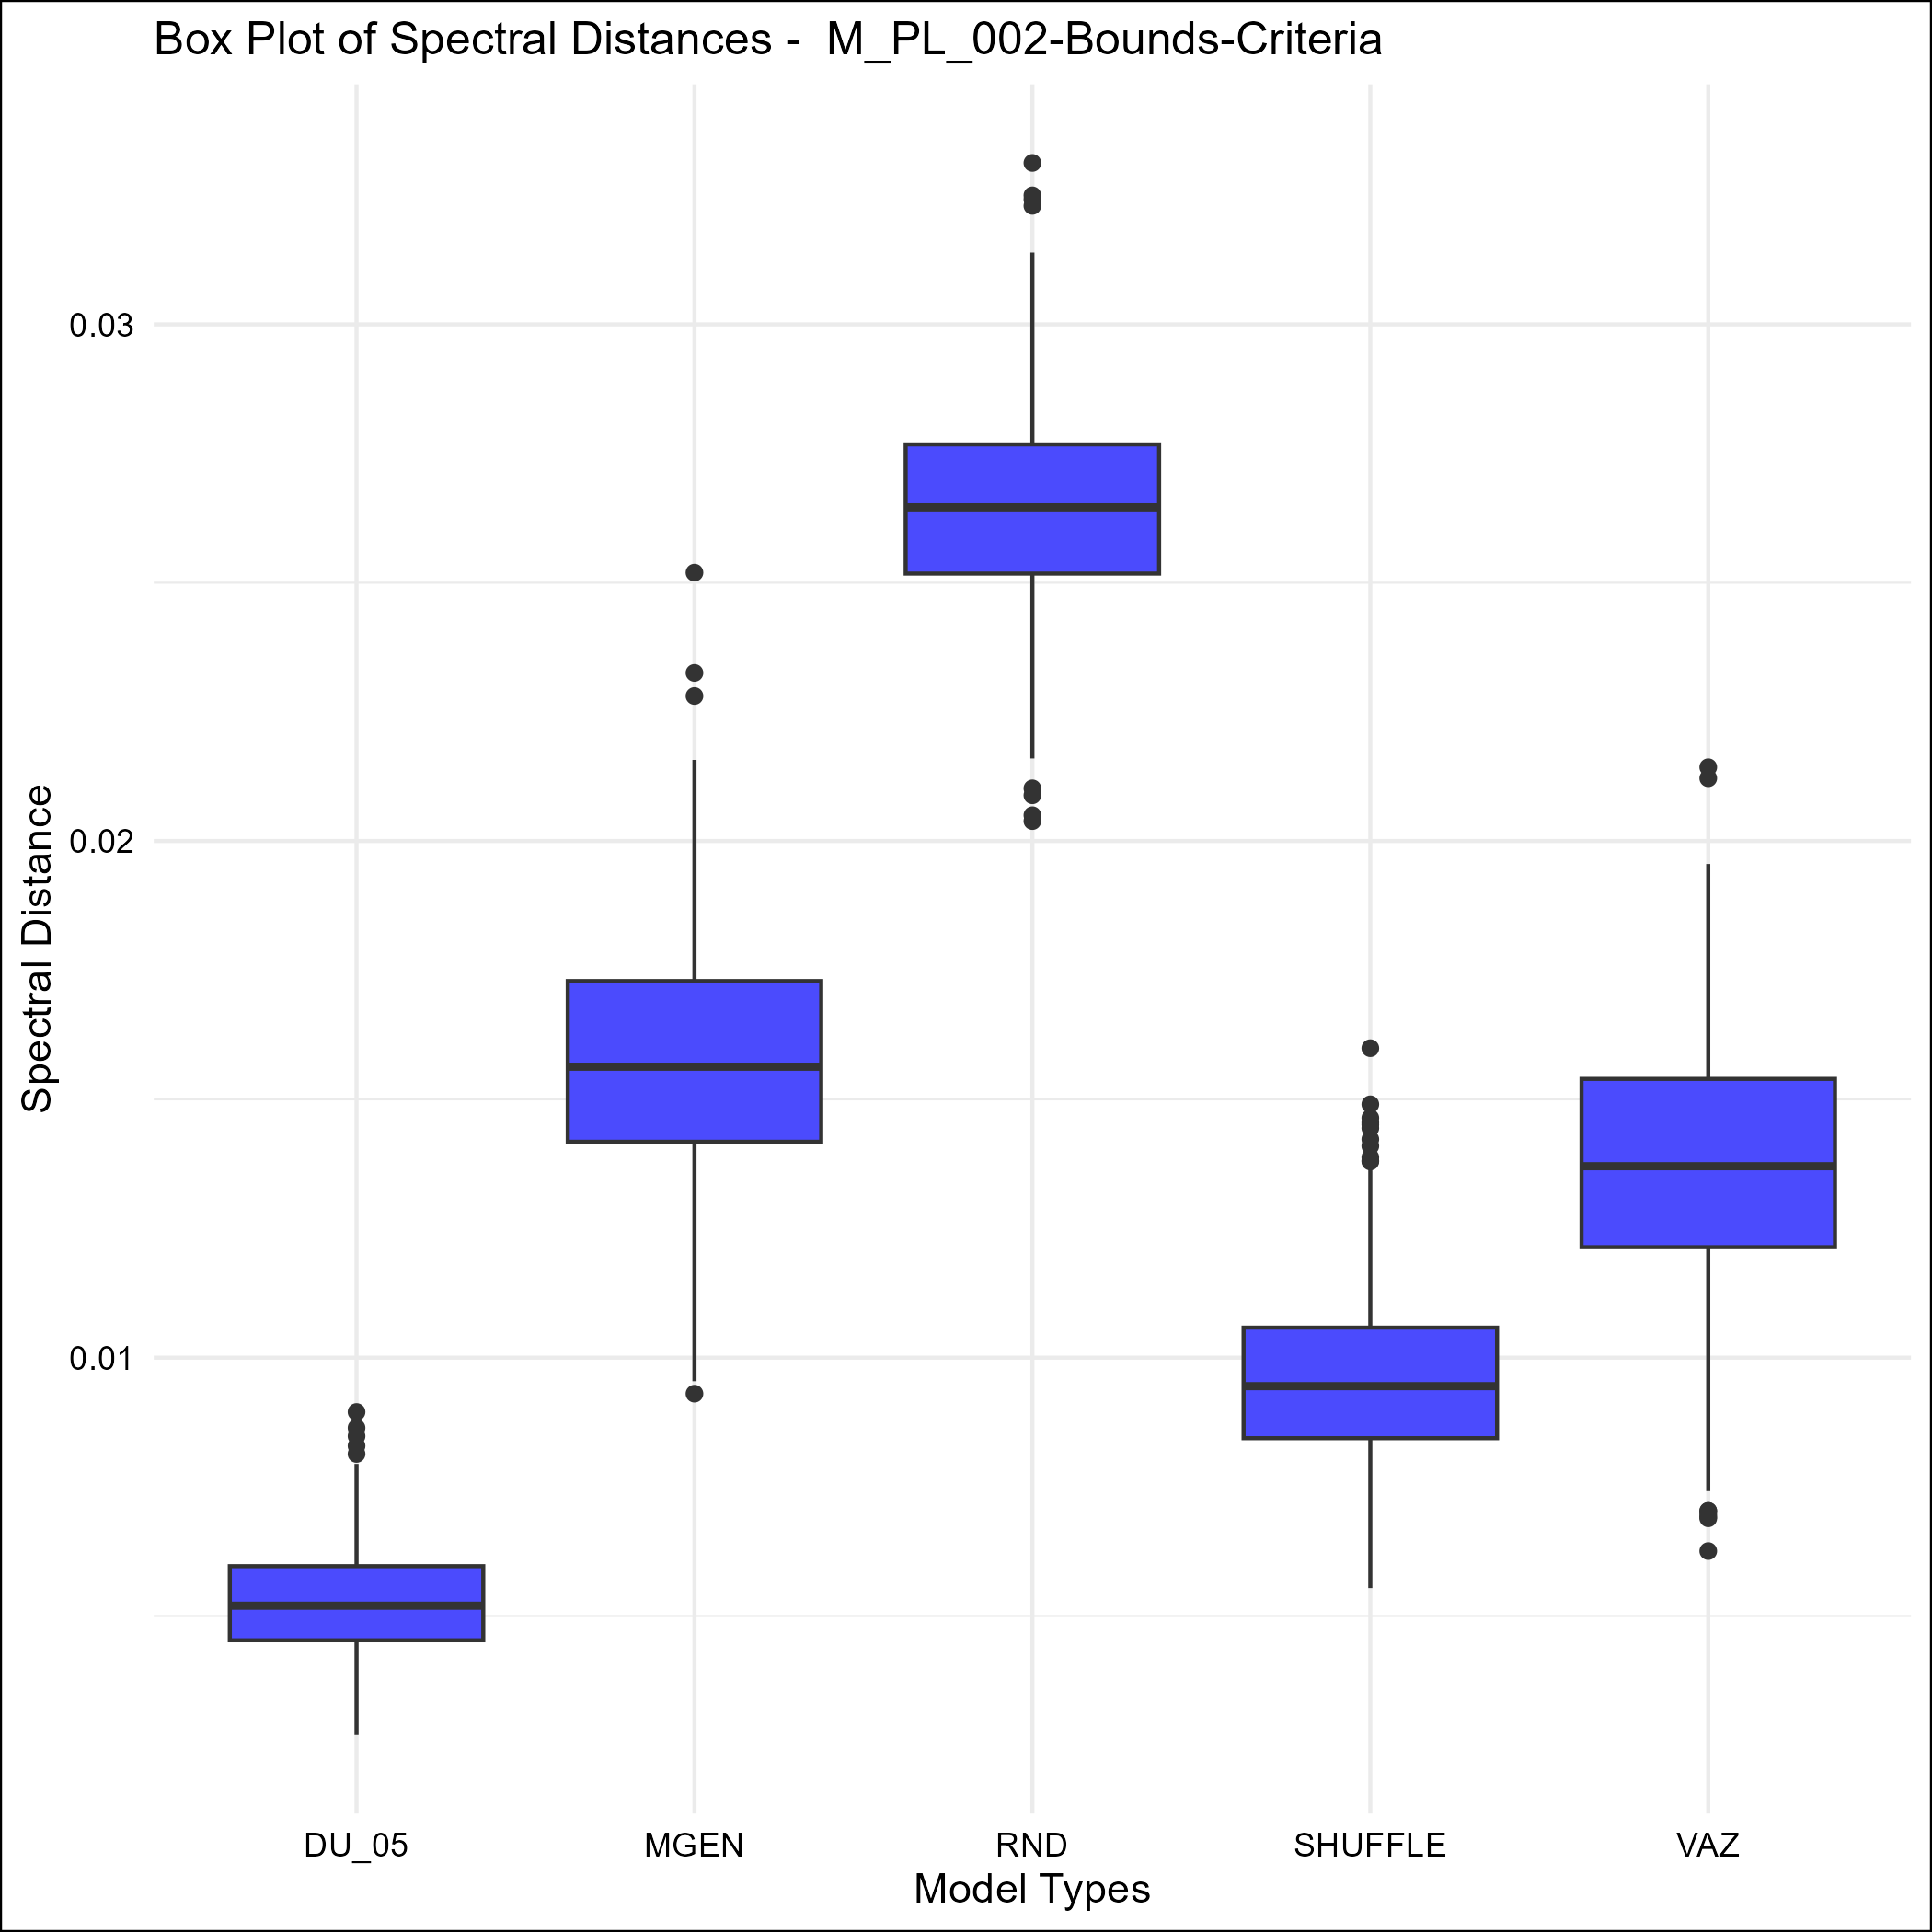 Box Plot of Spectral Distances -  M_PL_002-Bounds-Criteria
Spectral Distance
0.03
0.02
0.01
DU_05
MGEN
RND
SHUFFLE
VAZ
Model Types